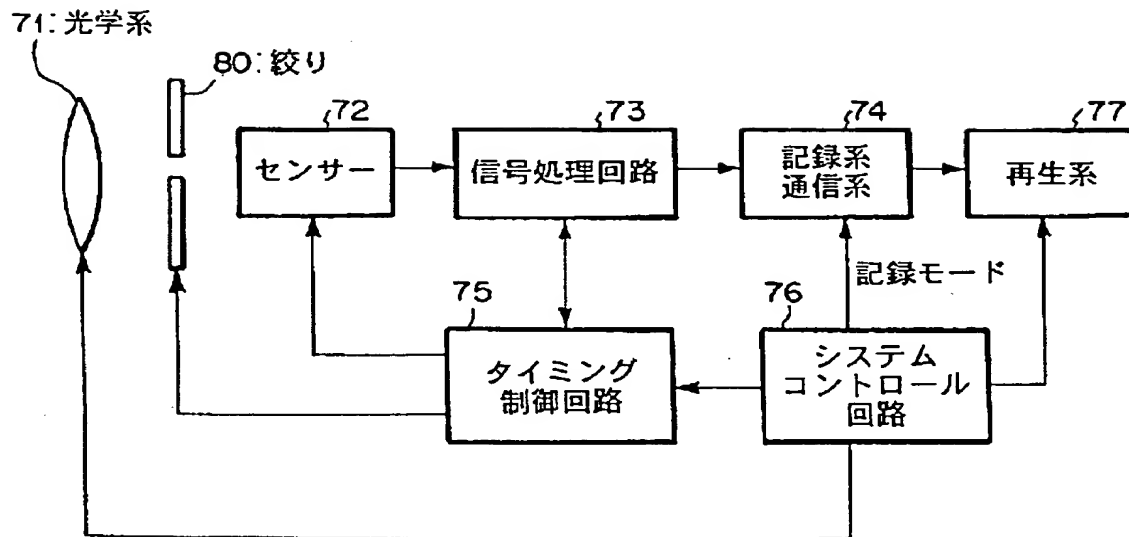 71:光学系
80:絞り
72
センサー
73
信号処理回路
74
記録系
通信系
77
再生系
記録モード
75
タイミング
制御回路
76
システム
コントロール
回路